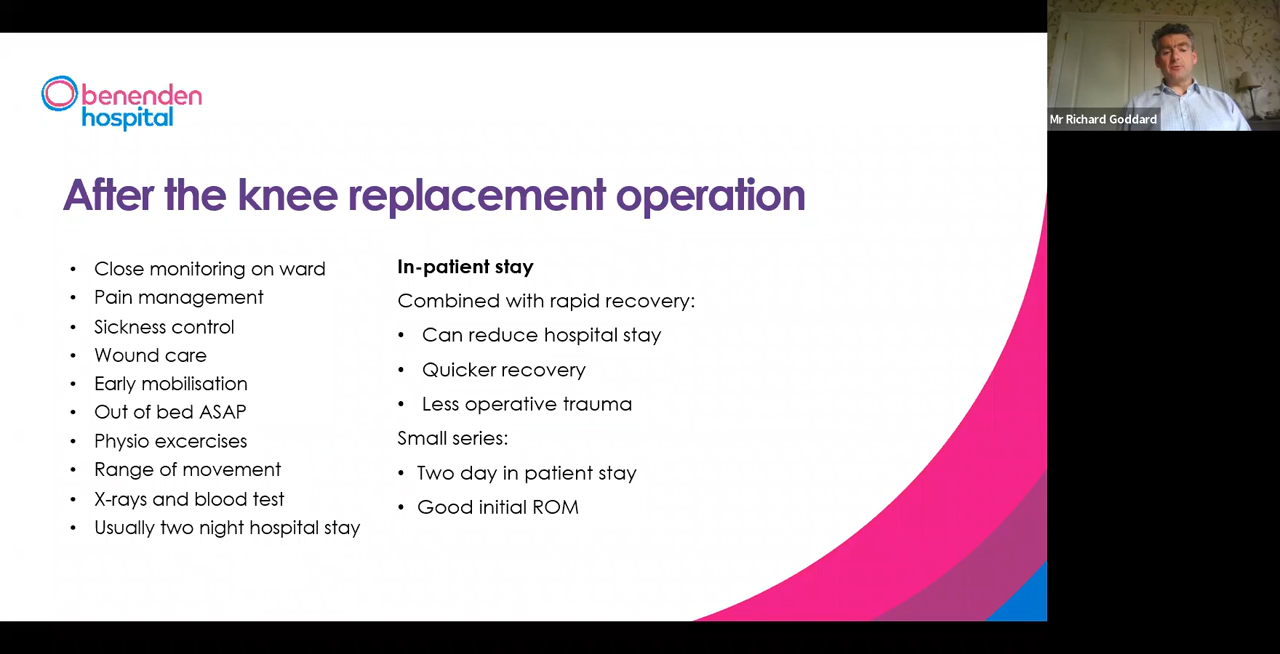 benenden
hospital
Mr Richard Goddard
After the knee replacement operation
• Close monitoring on ward
• Pain management
• Sickness control
• Wound care
• Early mobilisation
• Out of bed ASAP
• Physio excercises
• Range of movement
• X-rays and blood test
• Usually two night hospital stay
In-patient stay
Combined with rapid recovery:
• Can reduce hospital stay
• Quicker recovery
• Less operative trauma
Small series:
• Two day in patient stay
• Good initial ROM